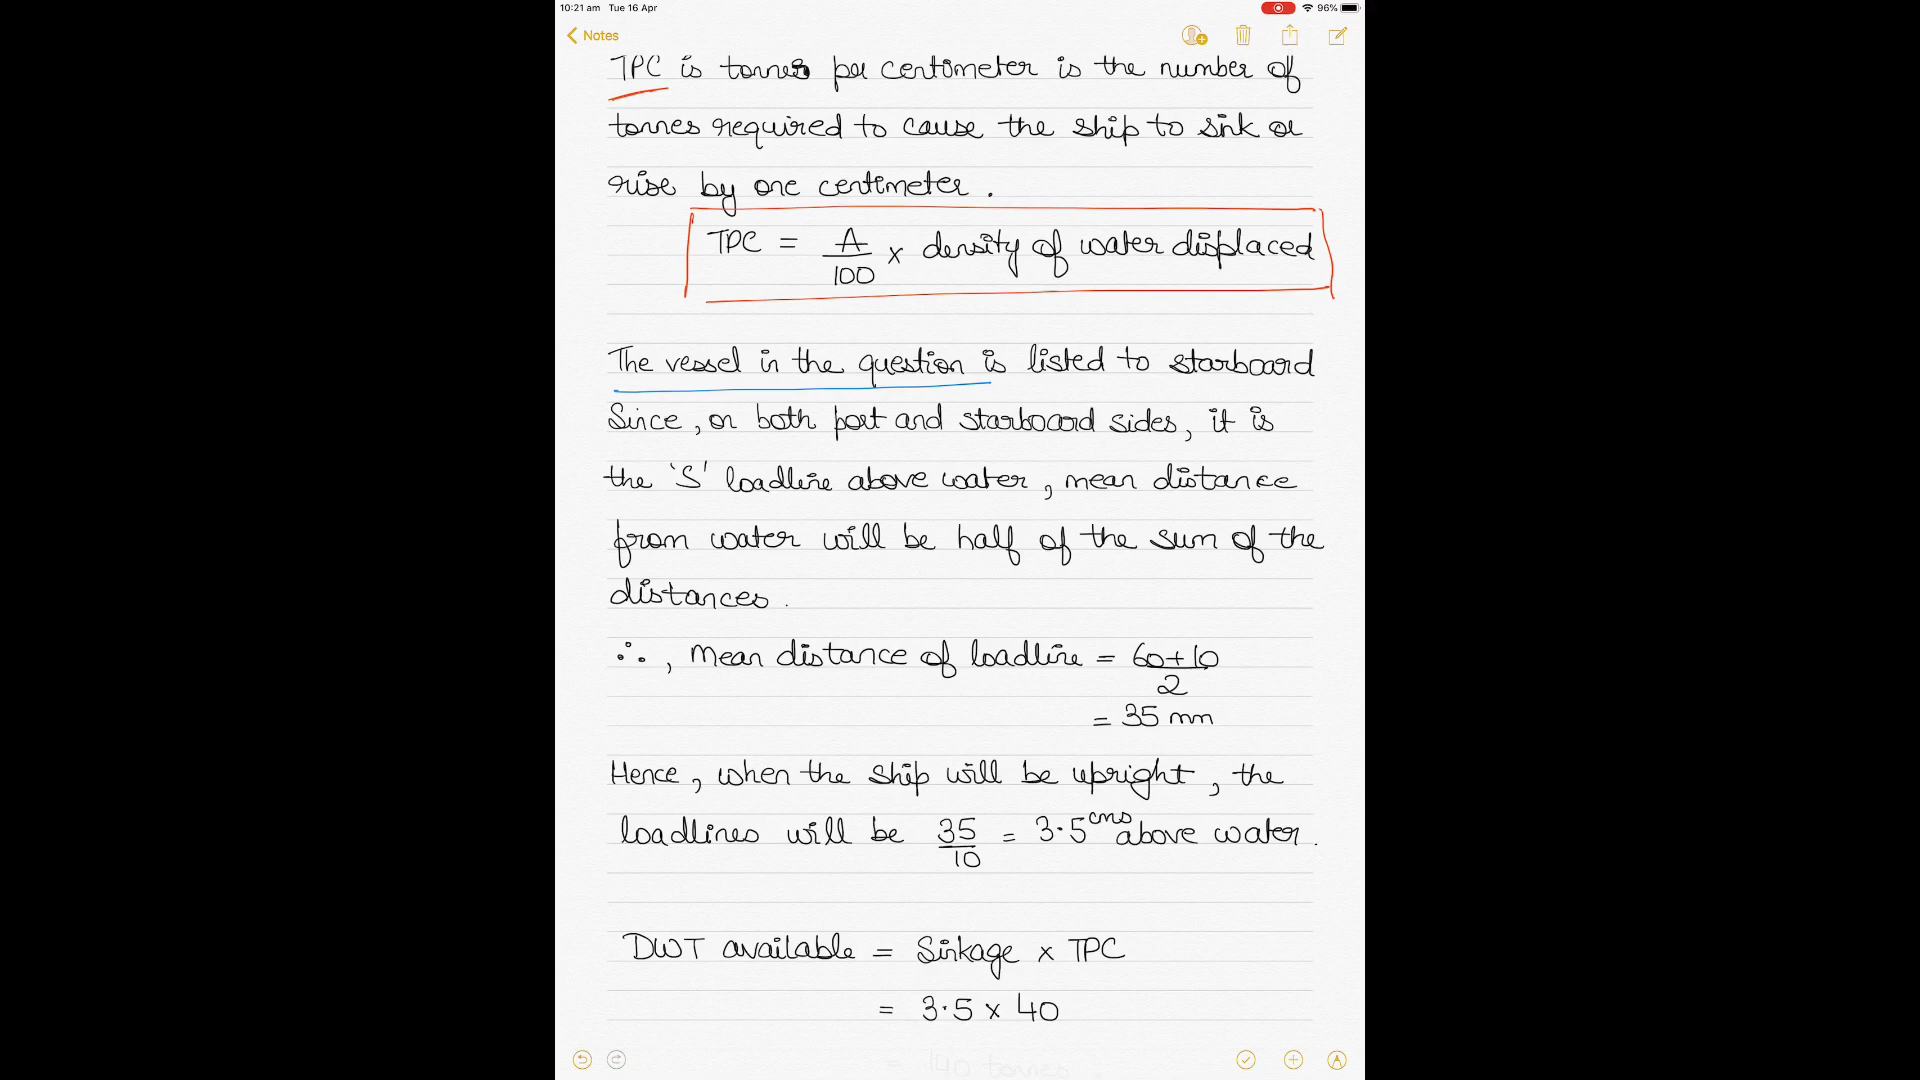 10:21 am Tue 16 Apr 96%
Notes
TPC is tonnes per centimeter is the number of
tonnes required to cause the ship to sink or
rise by one centimeter.
TPC = A/100 x density of water displaced
The vessel in the question is listed to starboard
Since, on both port and starboard sides, it is
the 'S' loadline above water, mean distance
from water will be half of the sum of the
distances.
∴, Mean distance of loadline = 60+10/2
= 35 mm
Hence, when the ship will be upright, the
loadlines will be 35/10 = 3.5 cms above water.
DWT available = Sinkage x TPC
= 3.5 x 40
= 140 tonnes